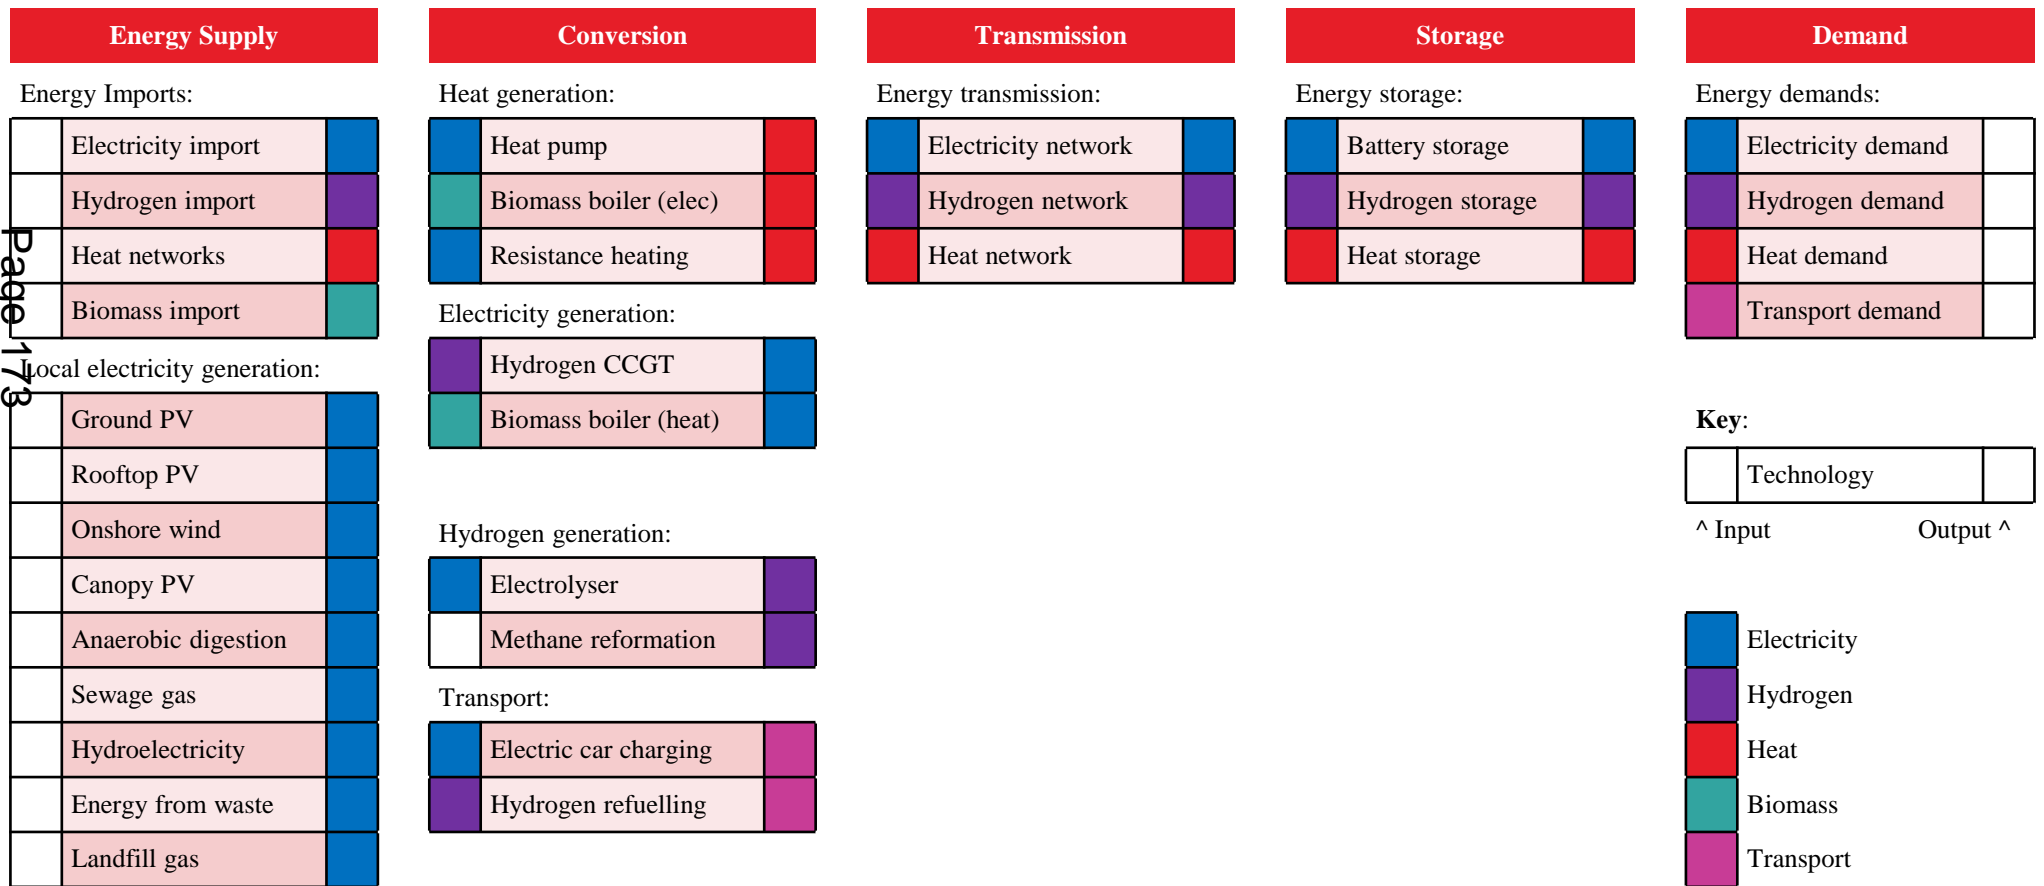 Energy Supply
Energy Imports:
Electricity import
Hydrogen import
Heat networks
Biomass import
Local electricity generation:
Ground PV
Rooftop PV
Onshore wind
Canopy PV
Anaerobic digestion
Sewage gas
Hydroelectricity
Energy from waste
Landfill gas
Conversion
Heat generation:
Heat pump
Biomass boiler (elec)
Resistance heating
Electricity generation:
Hydrogen CCGT
Biomass boiler (heat)
Hydrogen generation:
Electrolyser
Methane reformation
Transport:
Electric car charging
Hydrogen refuelling
Transmission
Energy transmission:
Electricity network
Hydrogen network
Heat network
Storage
Energy storage:
Battery storage
Hydrogen storage
Heat storage
Demand
Energy demands:
Electricity demand
Hydrogen demand
Heat demand
Transport demand
Key:
Technology
^ Input Output ^
Electricity
Hydrogen
Heat
Biomass
Transport
Page 173